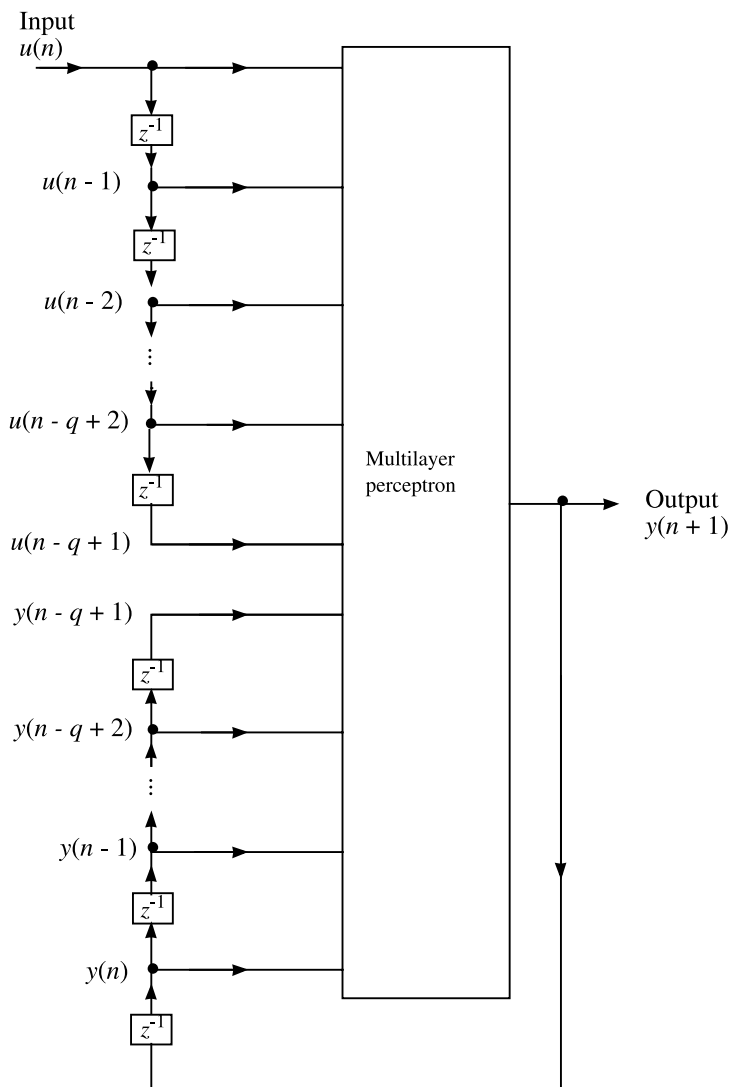 Input
u(n)
z⁻¹
u(n - 1)
z⁻¹
u(n - 2)
⋮
u(n - q + 2)
z⁻¹
u(n - q + 1)
Multilayer
perceptron
Output
y(n + 1)
y(n - q + 1)
z⁻¹
y(n - q + 2)
⋮
y(n - 1)
z⁻¹
y(n)
z⁻¹